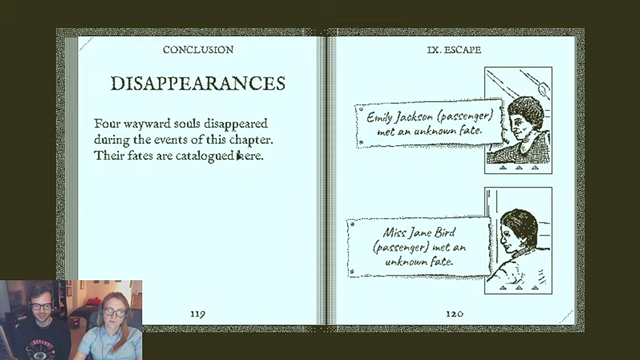 CONCLUSION
DISAPPEARANCES
Four wayward souls disappeared
during the events of this chapter.
Their fates are catalogued here.
119
IX. ESCAPE
Emily Jackson (passenger)
met an unknown fate.
Miss Jane Bird
(passenger) met an
unknown fate.
120